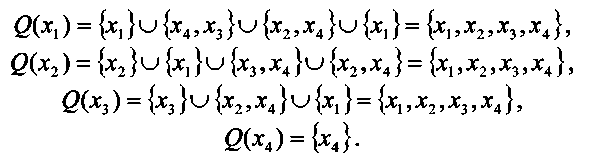 Q(x₁) = {x₁}∪{x₄, x₃}∪{x₂, x₄}∪{x₁} = {x₁, x₂, x₃, x₄},
Q(x₂) = {x₂}∪{x₁}∪{x₃, x₄}∪{x₂, x₄} = {x₁, x₂, x₃, x₄},
Q(x₃) = {x₃}∪{x₂, x₄}∪{x₁} = {x₁, x₂, x₃, x₄},
Q(x₄) = {x₄}.